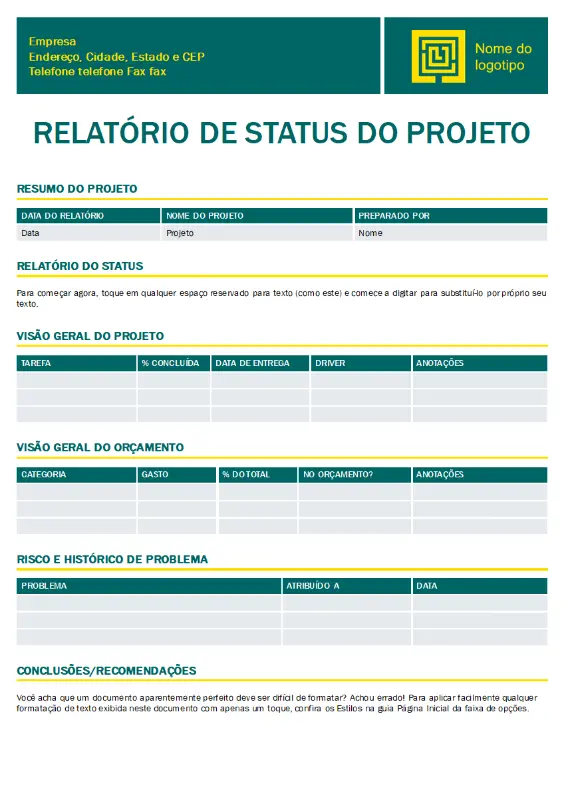 Empresa
Endereço, Cidade, Estado e CEP
Telefone telefone Fax fax
Nome do
logotipo
RELATÓRIO DE STATUS DO PROJETO
RESUMO DO PROJETO
DATA DO RELATÓRIO NOME DO PROJETO PREPARADO POR
Data Projeto Nome
RELATÓRIO DO STATUS
Para começar agora, toque em qualquer espaço reservado para texto (como este) e comece a digitar para substituí-lo por próprio seu
texto.
VISÃO GERAL DO PROJETO
TAREFA % CONCLUÍDA DATA DE ENTREGA DRIVER ANOTAÇÕES
VISÃO GERAL DO ORÇAMENTO
CATEGORIA GASTO % DO TOTAL NO ORÇAMENTO? ANOTAÇÕES
RISCO E HISTÓRICO DE PROBLEMA
PROBLEMA ATRIBUÍDO A DATA
CONCLUSÕES/RECOMENDAÇÕES
Você acha que um documento aparentemente perfeito deve ser difícil de formatar? Achou errado! Para aplicar facilmente qualquer
formatação de texto exibida neste documento com apenas um toque, confira os Estilos na guia Página Inicial da faixa de opções.